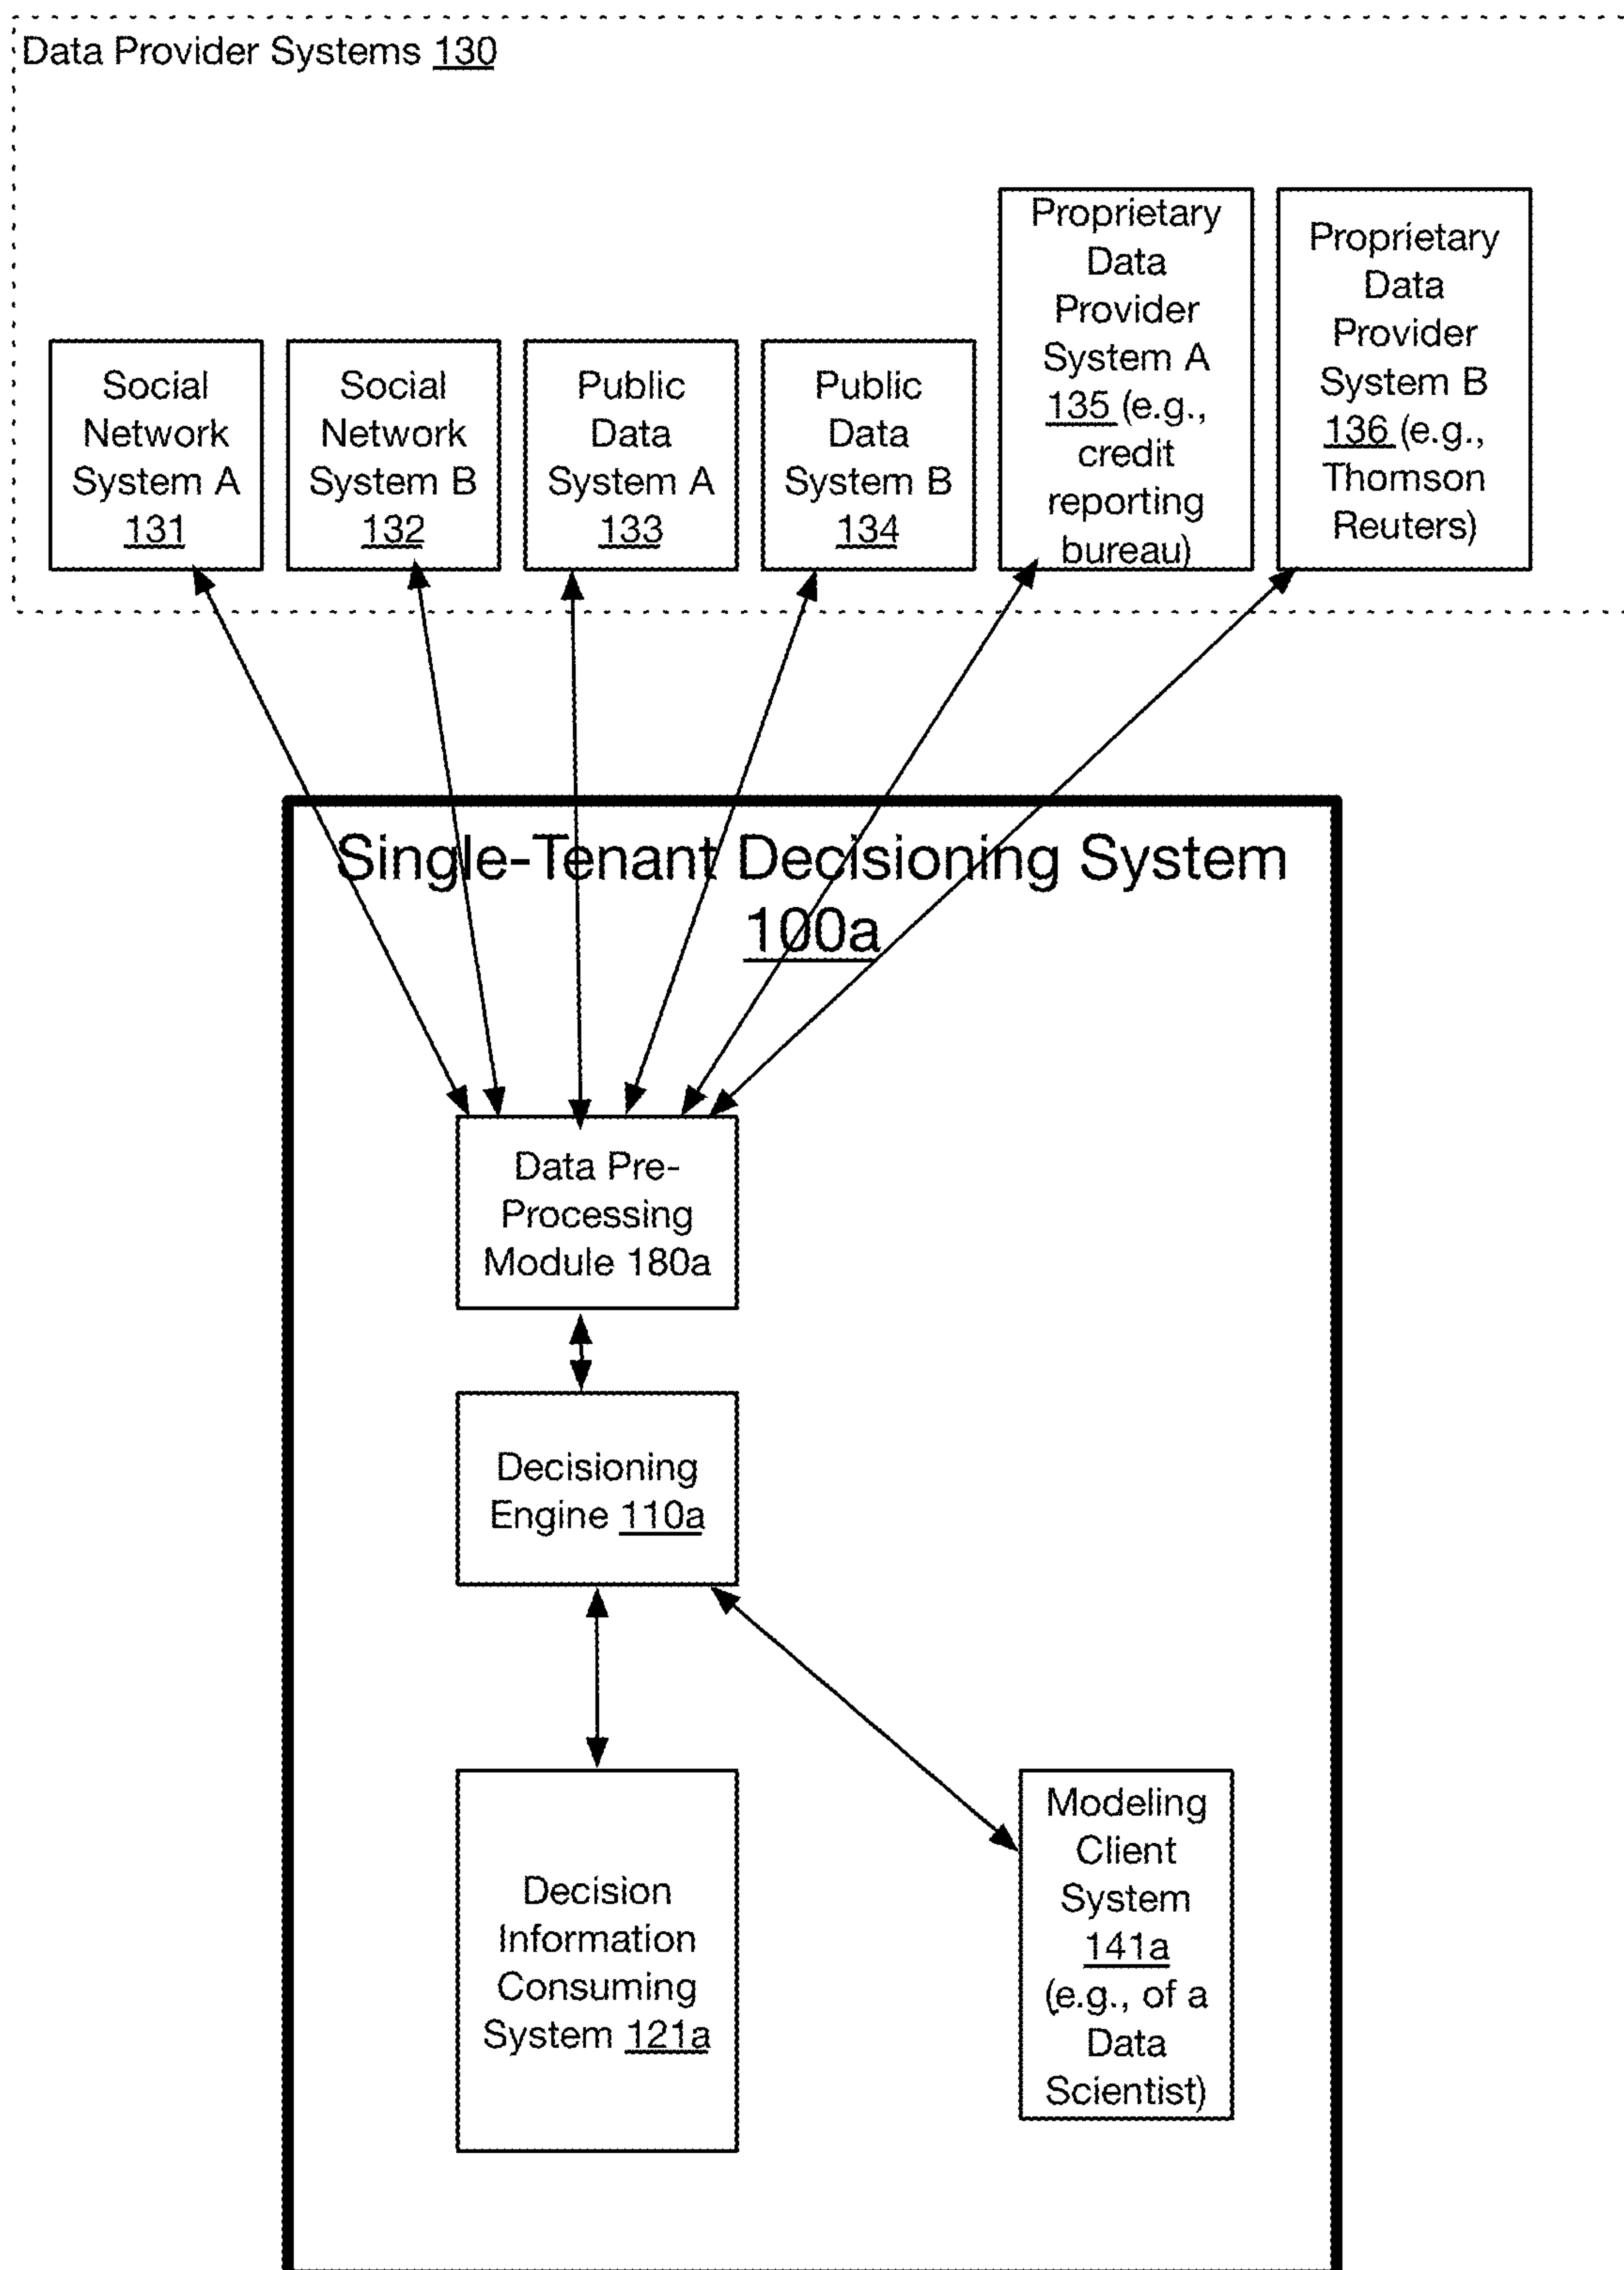 Data Provider Systems 130
Social
Network
System A
131
Social
Network
System B
132
Public
Data
System A
133
Public
Data
System B
134
Proprietary
Data
Provider
System A
135 (e.g.,
credit
reporting
bureau)
Proprietary
Data
Provider
System B
136 (e.g.,
Thomson
Reuters)
Single-Tenant Decisioning System
100a
Data Pre-
Processing
Module 180a
Decisioning
Engine 110a
Decision
Information
Consuming
System 121a
Modeling
Client
System
141a
(e.g., of a
Data
Scientist)